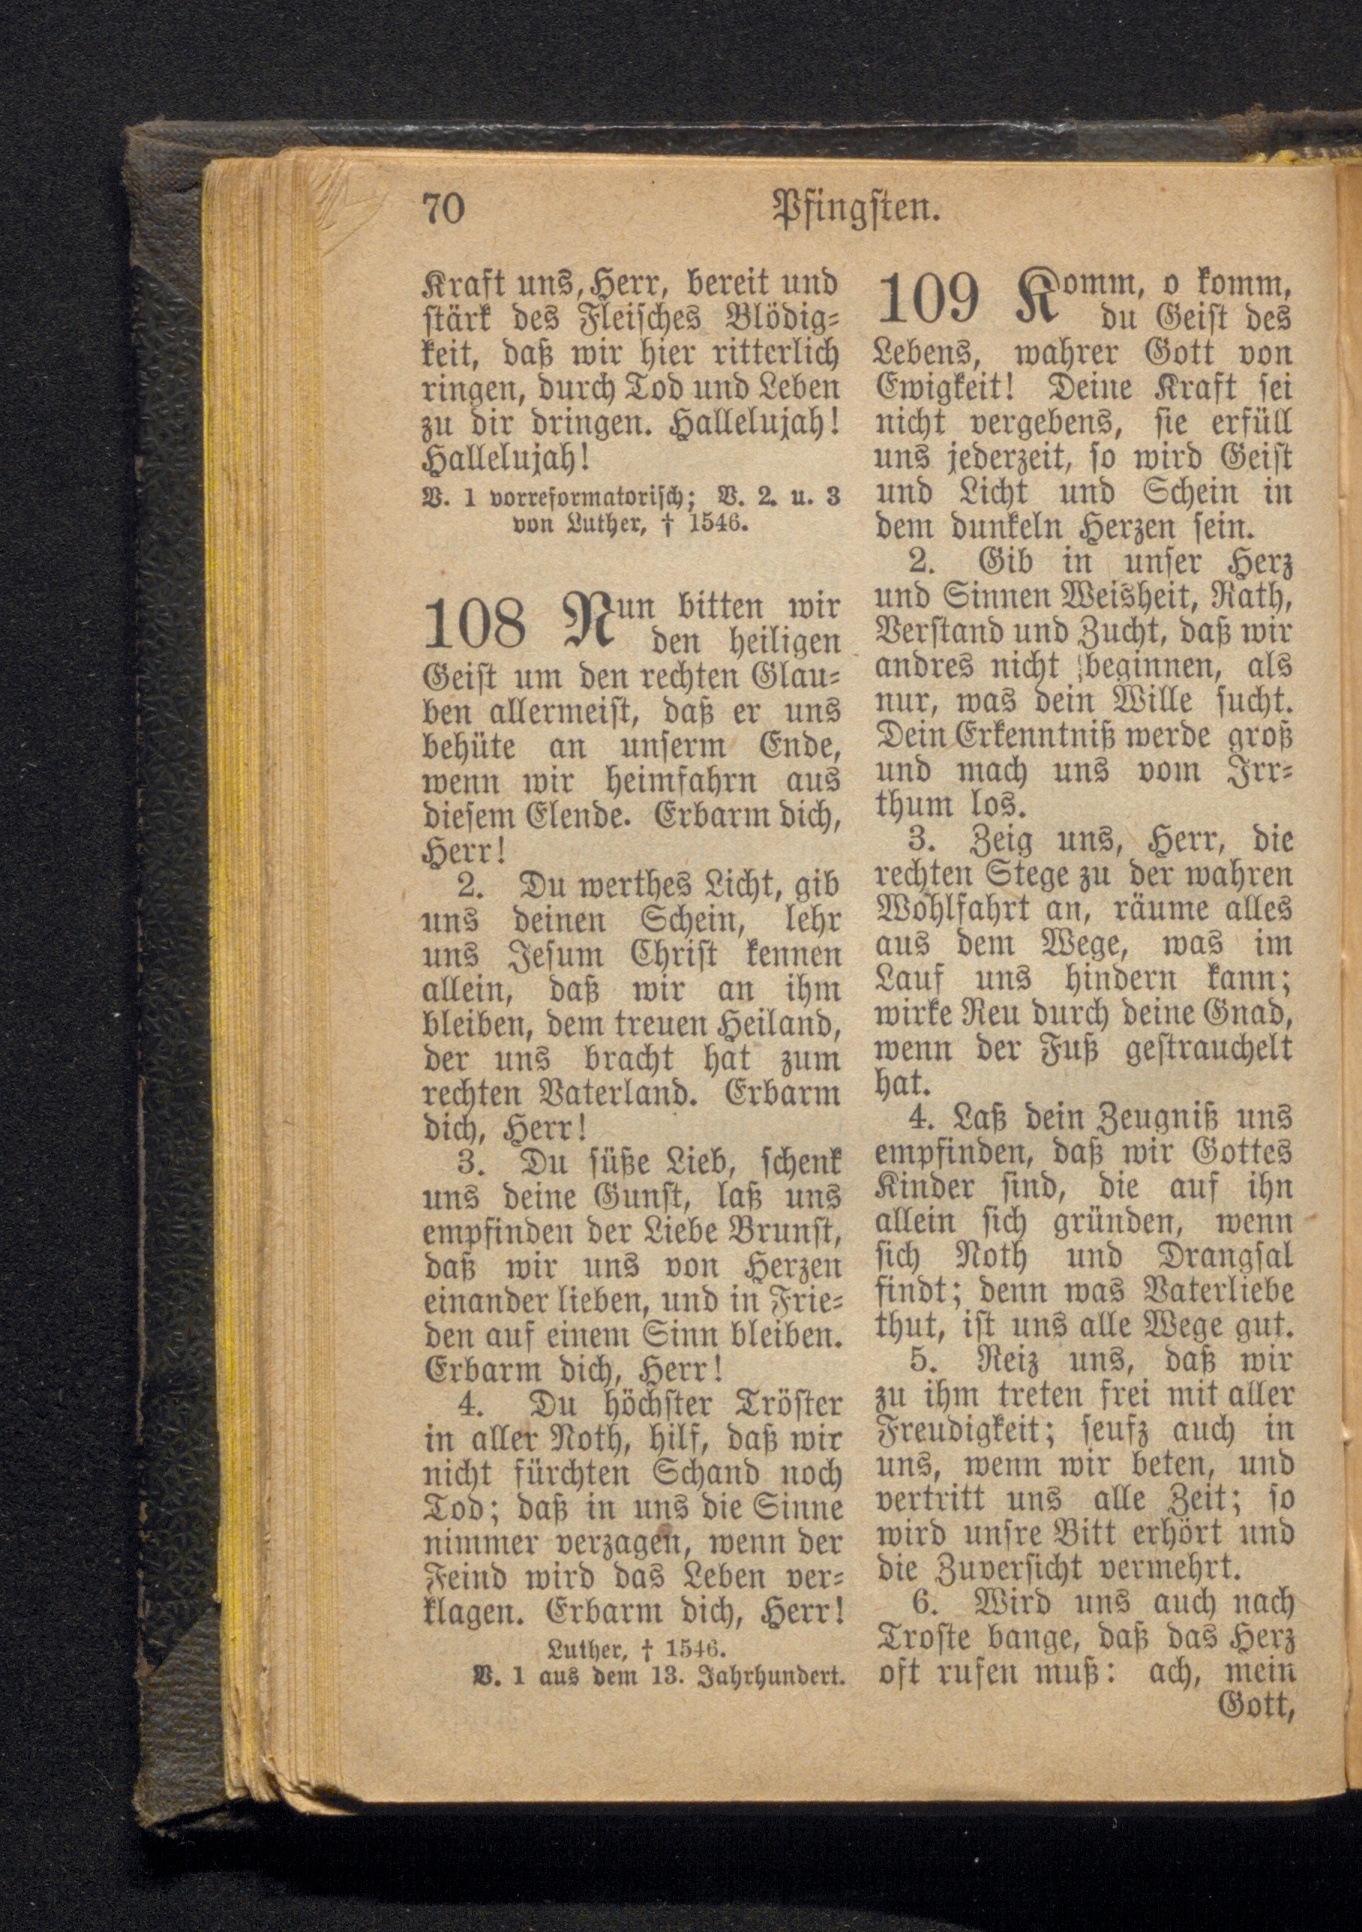 70
Pfingsten.
Kraft uns, Herr, bereit und
stärk des Fleisches Blödig-
keit, daß wir hier ritterlich
ringen, durch Tod und Leben
zu dir dringen. Hallelujah!
Hallelujah!
V. 1 vorreformatorisch; V. 2. u. 3
von Luther, † 1546.
108 Nun bitten wir
den heiligen
Geist um den rechten Glau-
ben allermeist, daß er uns
behüte an unserm Ende,
wenn wir heimfahrn aus
diesem Elende. Erbarm dich,
Herr!
2. Du werthes Licht, gib
uns deinen Schein, lehr
uns Jesum Christ kennen
allein, daß wir an ihm
bleiben, dem treuen Heiland,
der uns bracht hat zum
rechten Vaterland. Erbarm
dich, Herr!
3. Du süße Lieb, schenk
uns deine Gunst, laß uns
empfinden der Liebe Brunst,
daß wir uns von Herzen
einander lieben, und in Frie-
den auf einem Sinn bleiben.
Erbarm dich, Herr!
4. Du höchster Tröster
in aller Noth, hilf, daß wir
nicht fürchten Schand noch
Tod; daß in uns die Sinne
nimmer verzagen, wenn der
Feind wird das Leben ver-
klagen. Erbarm dich, Herr!
Luther, † 1546.
V. 1 aus dem 13. Jahrhundert.
109 Komm, o komm,
du Geist des
Lebens, wahrer Gott von
Ewigkeit! Deine Kraft sei
nicht vergebens, sie erfüll
uns jederzeit, so wird Geist
und Licht und Schein in
dem dunkeln Herzen sein.
2. Gib in unser Herz
und Sinnen Weisheit, Rath,
Verstand und Zucht, daß wir
andres nicht beginnen, als
nur, was dein Wille sucht.
Dein Erkenntniß werde groß
und mach uns vom Irr-
thum los.
3. Zeig uns, Herr, die
rechten Stege zu der wahren
Wohlfahrt an, räume alles
aus dem Wege, was im
Lauf uns hindern kann;
wirke Reu durch deine Gnad,
wenn der Fuß gestrauchelt
hat.
4. Laß dein Zeugniß uns
empfinden, daß wir Gottes
Kinder sind, die auf ihn
allein sich gründen, wenn
sich Noth und Drangsal
findt; denn was Vaterliebe
thut, ist uns alle Wege gut.
5. Reiz uns, daß wir
zu ihm treten frei mit aller
Freudigkeit; seufz auch in
uns, wenn wir beten, und
vertritt uns alle Zeit; so
wird unsre Bitt erhört und
die Zuversicht vermehrt.
6. Wird uns auch nach
Troste bange, daß das Herz
oft rufen muß: ach, mein
Gott,